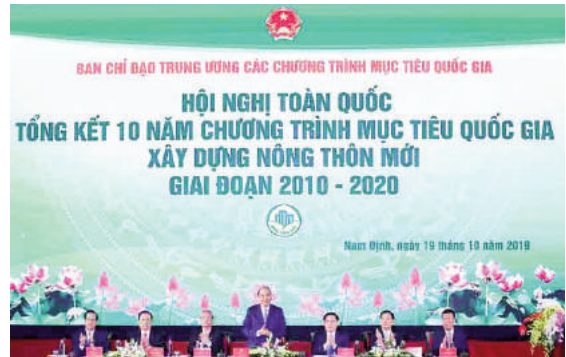 BAN CHỈ ĐẠO TRUNG ƯƠNG CÁC CHƯƠNG TRÌNH MỤC TIÊU QUỐC GIA
HỘI NGHỊ TOÀN QUỐC
TỔNG KẾT 10 NĂM CHƯƠNG TRÌNH MỤC TIÊU QUỐC GIA
XÂY DỰNG NÔNG THÔN MỚI
GIAI ĐOẠN 2010 - 2020
Nam Định, ngày 19 tháng 10 năm 2019